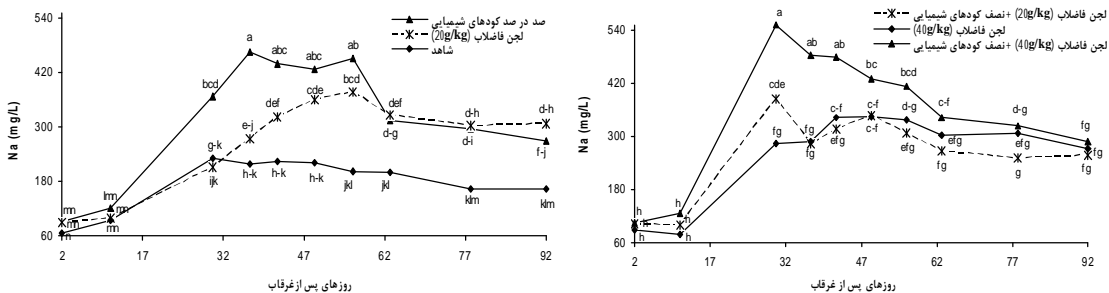 صد در صد کودهای شیمیایی
لجن فاضلاب (20g/kg)
شاهد
Na (mg/L)
540
420
300
180
60
a
abc
abc
ab
bcd
bcd
cde
def
def
d-h
d-h
e-j
d-g
d-i
f-j
g-k
ijk
h-k
h-k
h-k
jkl
jkl
klm
klm
lmn
mn
mn
mn
mn
mn
n
2 17 32 47 62 77 92
روزهای پس ازغرقاب
لجن فاضلاب (20g/kg) +نصف کودهای شیمیایی
لجن فاضلاب (40g/kg)
لجن فاضلاب (40g/kg) +نصف کودهای شیمیایی
Na (mg/L)
540
420
300
180
60
a
ab
ab
bc
bcd
cde
c-f
c-f
c-f
c-f
d-g
d-g
fg
fg
fg
efg
efg
efg
efg
fg
g
fg
fg
h
h
h
h
h
h
2 17 32 47 62 77 92
روزهای پس از غرقاب